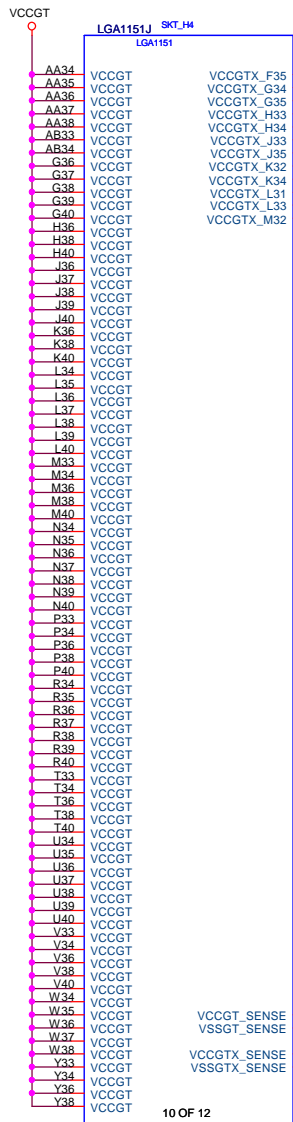 VCCGT
LGA1151J SKT_H4
LGA1151
AA34 VCCGT VCCGTX_F35
AA35 VCCGT VCCGTX_G34
AA36 VCCGT VCCGTX_G35
AA37 VCCGT VCCGTX_H33
AA38 VCCGT VCCGTX_H34
AB33 VCCGT VCCGTX_J33
AB34 VCCGT VCCGTX_J35
G36 VCCGT VCCGTX_K32
G37 VCCGT VCCGTX_K34
G38 VCCGT VCCGTX_L31
G39 VCCGT VCCGTX_L33
G40 VCCGT VCCGTX_M32
H36 VCCGT
H38 VCCGT
H40 VCCGT
J36 VCCGT
J37 VCCGT
J38 VCCGT
J39 VCCGT
J40 VCCGT
K36 VCCGT
K38 VCCGT
K40 VCCGT
L34 VCCGT
L35 VCCGT
L36 VCCGT
L37 VCCGT
L38 VCCGT
L39 VCCGT
L40 VCCGT
M33 VCCGT
M34 VCCGT
M36 VCCGT
M38 VCCGT
M40 VCCGT
N34 VCCGT
N35 VCCGT
N36 VCCGT
N37 VCCGT
N38 VCCGT
N39 VCCGT
N40 VCCGT
P33 VCCGT
P34 VCCGT
P36 VCCGT
P38 VCCGT
P40 VCCGT
R34 VCCGT
R35 VCCGT
R36 VCCGT
R37 VCCGT
R38 VCCGT
R39 VCCGT
R40 VCCGT
T33 VCCGT
T34 VCCGT
T36 VCCGT
T38 VCCGT
T40 VCCGT
U34 VCCGT
U35 VCCGT
U36 VCCGT
U37 VCCGT
U38 VCCGT
U39 VCCGT
U40 VCCGT
V33 VCCGT
V34 VCCGT
V36 VCCGT
V38 VCCGT
V40 VCCGT
W34 VCCGT
W35 VCCGT VCCGT_SENSE
W36 VCCGT VSSGT_SENSE
W37 VCCGT
W38 VCCGT VCCGTX_SENSE
Y33 VCCGT VSSGTX_SENSE
Y34 VCCGT
Y36 VCCGT
Y38 VCCGT
10 OF 12